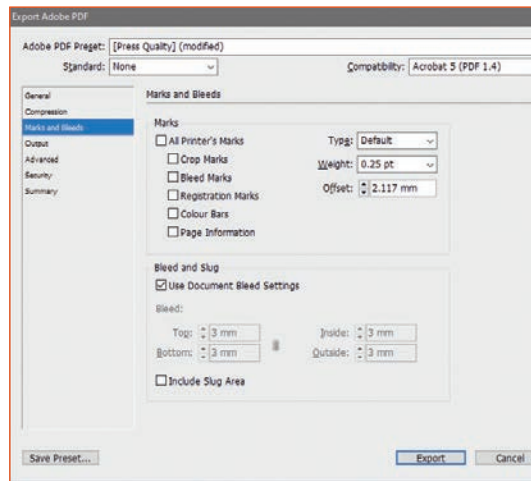 Export Adobe PDF
Adobe PDF Preset: [Press Quality] (modified)
Standard: None Compatibility: Acrobat 5 (PDF 1.4)
General
Compression
Marks and Bleeds
Output
Advanced
Security
Summary
Marks and Bleeds
Marks
All Printer's Marks
Crop Marks
Bleed Marks
Registration Marks
Colour Bars
Page Information
Type: Default
Weight: 0.25 pt
Offset: 2.117 mm
Bleed and Slug
Use Document Bleed Settings
Bleed:
Top: 3 mm Inside: 3 mm
Bottom: 3 mm Outside: 3 mm
Include Slug Area
Save Preset... Export Cancel